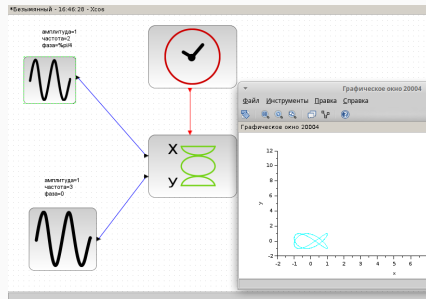 *Безымянный - 16:46:26 - Xcos
амплитуда=1
частота=2
фаза=%pi/4
X
У
амплитуда=1
частота=3
фаза=0
Графическое окно 20004
Файл Инструменты Правка Справка
Графическое окно 20004
12
10
8
6
4
2
0
-2
y
-2 -1 0 1 2 3 4 5 6
x